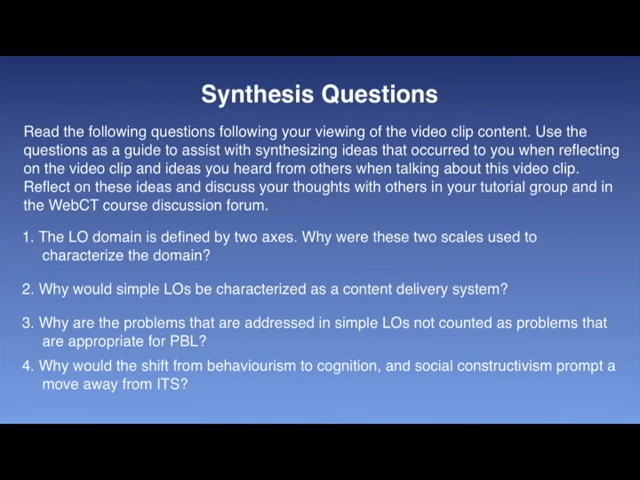 Synthesis Questions
Read the following questions following your viewing of the video clip content. Use the
questions as a guide to assist with synthesizing ideas that occurred to you when reflecting
on the video clip and ideas you heard from others when talking about this video clip.
Reflect on these ideas and discuss your thoughts with others in your tutorial group and in
the WebCT course discussion forum.
1. The LO domain is defined by two axes. Why were these two scales used to
characterize the domain?
2. Why would simple LOs be characterized as a content delivery system?
3. Why are the problems that are addressed in simple LOs not counted as problems that
are appropriate for PBL?
4. Why would the shift from behaviourism to cognition, and social constructivism prompt a
move away from ITS?